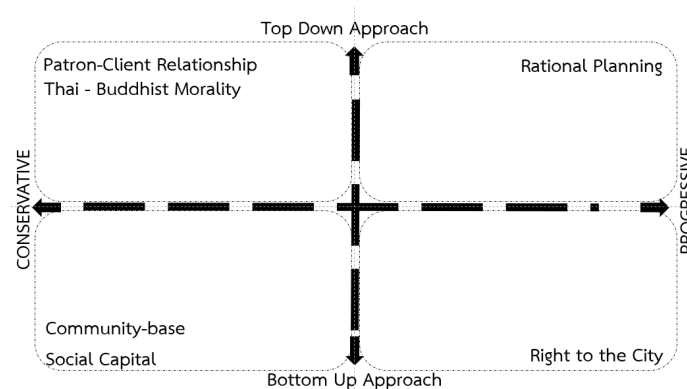 Top Down Approach
Patron-Client Relationship
Thai - Buddhist Morality
Rational Planning
CONSERVATIVE
PROGRESSIVE
Community-base
Social Capital
Right to the City
Bottom Up Approach